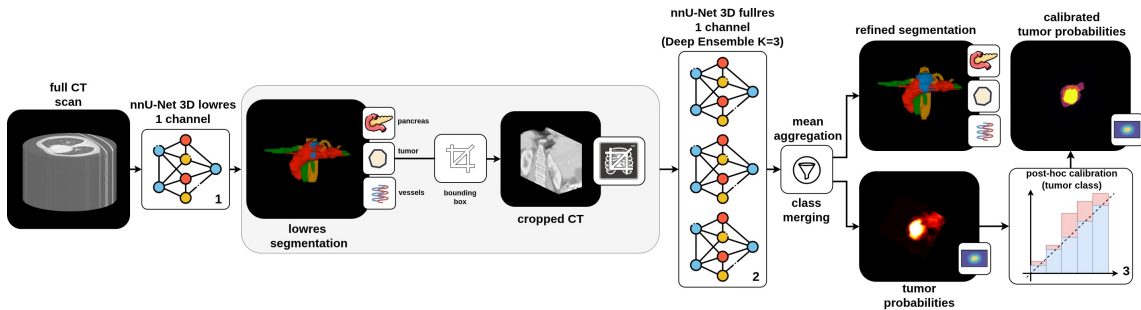 full CT
scan
nnU-Net 3D lowres
1 channel
1
pancreas
tumor
vessels
lowres
segmentation
bounding
box
cropped CT
nnU-Net 3D fullres
1 channel
(Deep Ensemble K=3)
2
mean
aggregation
class
merging
refined segmentation
calibrated
tumor probabilities
tumor
probabilities
post-hoc calibration
(tumor class)
3